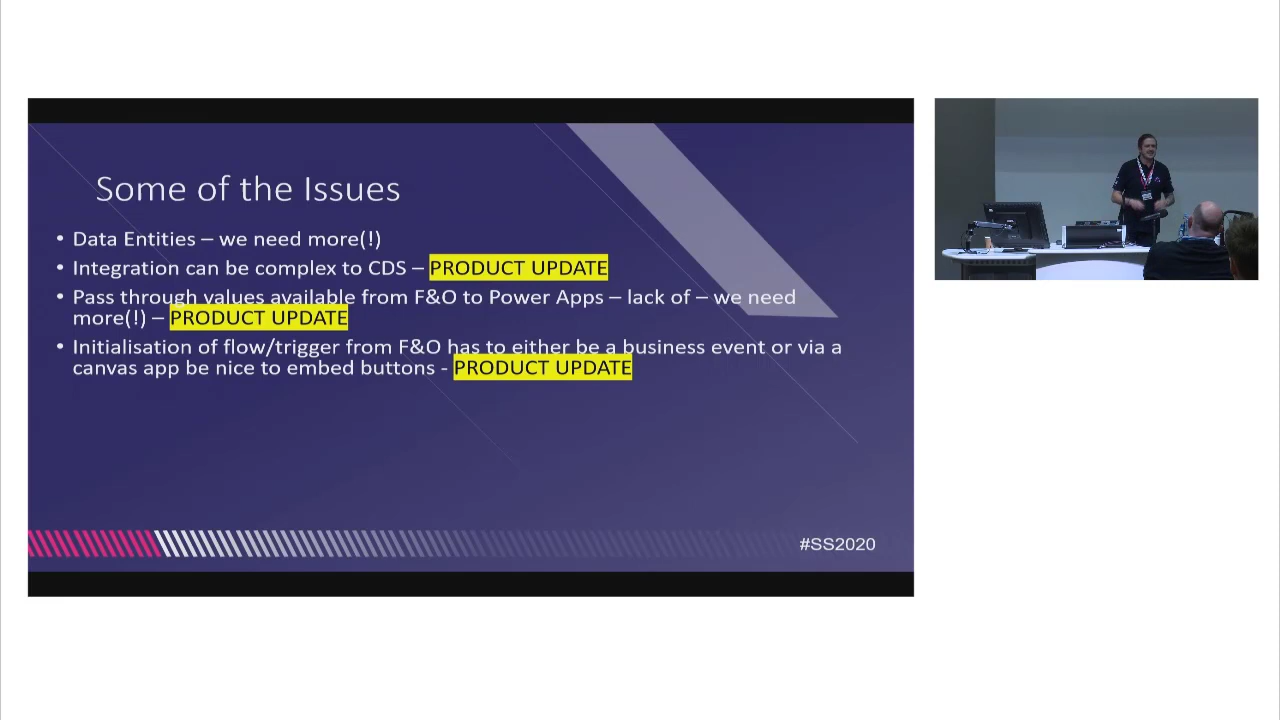 Some of the Issues
• Data Entities – we need more(!)
• Integration can be complex to CDS – PRODUCT UPDATE
• Pass through values available from F&O to Power Apps – lack of – we need
more(!) – PRODUCT UPDATE
• Initialisation of flow/trigger from F&O has to either be a business event or via a
canvas app be nice to embed buttons - PRODUCT UPDATE
#SS2020